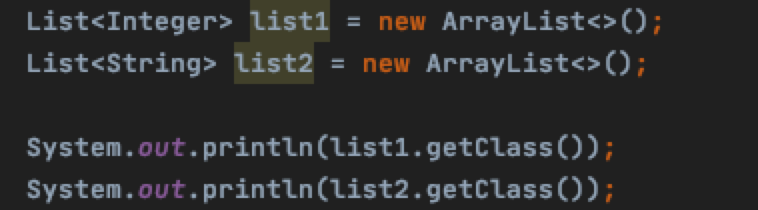 List<Integer> list1 = new ArrayList<>();
List<String> list2 = new ArrayList<>();
System.out.println(list1.getClass());
System.out.println(list2.getClass());